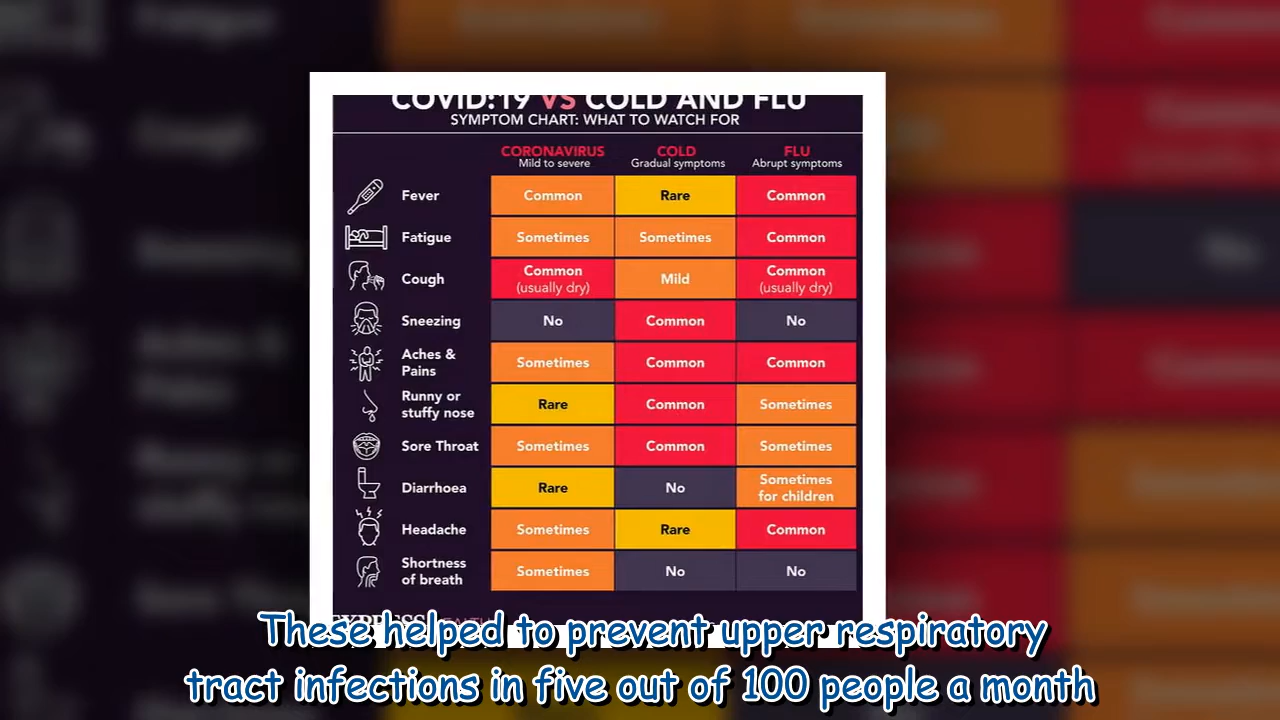 COVID:19 VS COLD AND FLU
SYMPTOM CHART: WHAT TO WATCH FOR
CORONAVIRUS COLD FLU
Mild to severe Gradual symptoms Abrupt symptoms
Fever Common Rare Common
Fatigue Sometimes Sometimes Common
Cough Common (usually dry) Mild Common (usually dry)
Sneezing No Common No
Aches & Pains Sometimes Common Common
Runny or stuffy nose Rare Common Sometimes
Sore Throat Sometimes Common Sometimes
Diarrhoea Rare No Sometimes for children
Headache Sometimes Rare Common
Shortness of breath Sometimes No No
These helped to prevent upper respiratory
tract infections in five out of 100 people a month